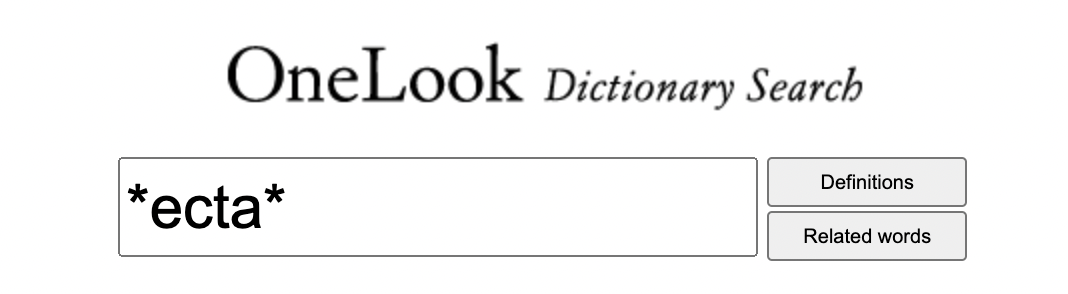 OneLook Dictionary Search
*ecta*
Definitions
Related words